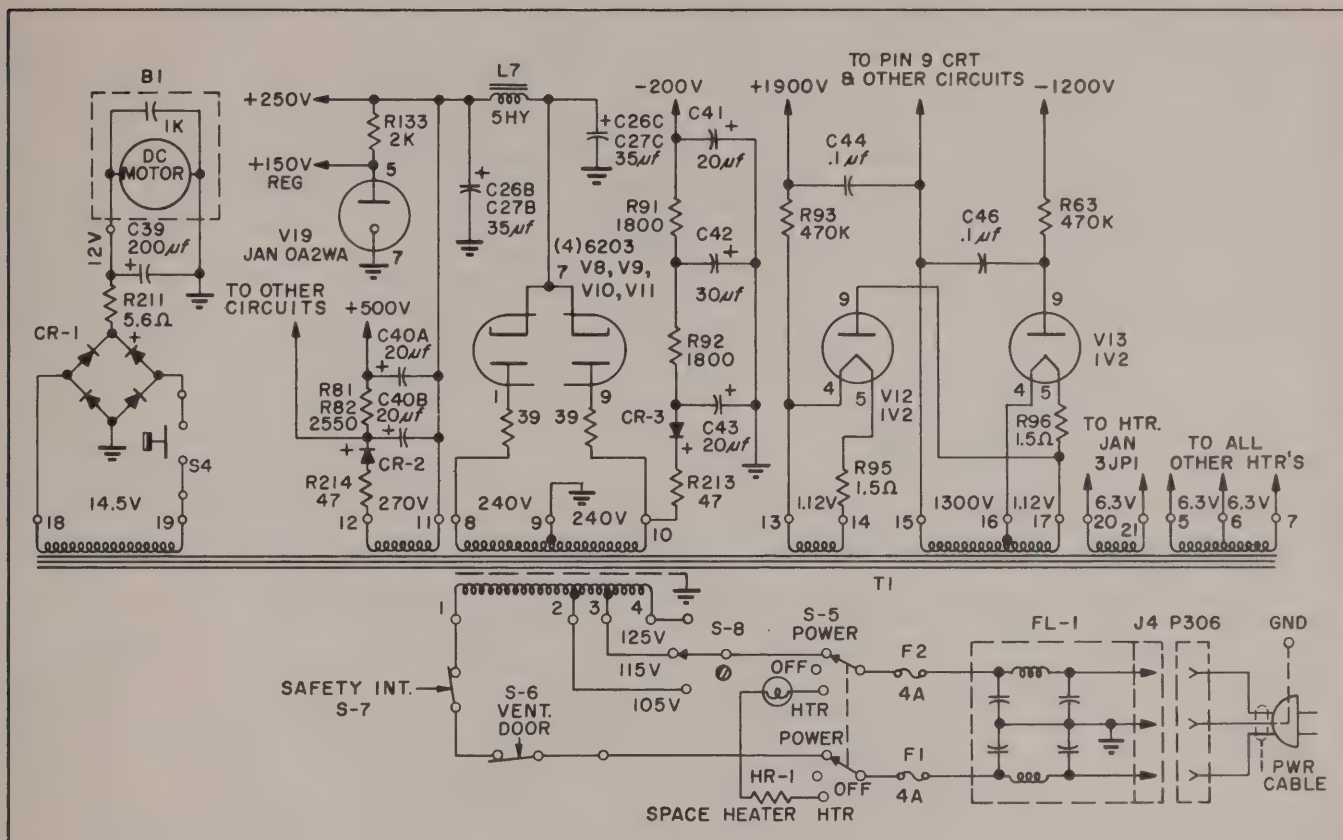 B1
1K
DC
MOTOR
C39
200µf
12V
R211
5.6Ω
CR-1
+
S4
14.5V
18
19
+250V
R133
2K
+150V
REG
5
7
V19
JAN OA2WA
TO OTHER
CIRCUITS
+500V
C40A
20µf
+
R81
R82
2550
C40B
20µf
+
+
CR-2
R214
47
270V
12
11
L7
5HY
+
C26B
C27B
35µf
+
C26C
C27C
35µf
(4)6203
7
V8, V9,
V10, V11
1
9
39
39
240V
240V
8
9
10
-200V
C41
+
20µf
R91
1800
C42
+
30µf
R92
1800
CR-3
+
+
C43
20µf
R213
47
+1900V
TO PIN 9 CRT
& OTHER CIRCUITS
-1200V
C44
.1µf
R93
470K
C46
.1µf
R63
470K
9
4
5
V12
1V2
9
4
5
V13
1V2
R95
1.5Ω
R96
1.5Ω
1.12V
1300V
1.12V
13
14
15
16
17
TO HTR.
JAN
3JP1
6.3V
20
21
TO ALL
OTHER HTR'S
6.3V
6.3V
5
6
7
T1
1
2
3
4
125V
115V
105V
S-8
S-5
POWER
OFF
HTR
F2
4A
FL-1
J4
P306
GND
SAFETY INT.
S-7
S-6
VENT.
DOOR
POWER
OFF
HR-1
SPACE HEATER
HTR
F1
4A
PWR
CABLE